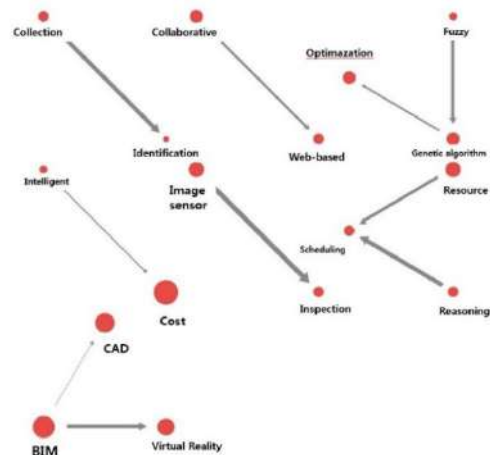 Collection
Collaborative
Fuzzy
Optimazation
Identification
Web-based
Genetic algorithm
Intelligent
Image
sensor
Resource
Scheduling
Cost
Inspection
Reasoning
CAD
BIM
Virtual Reality